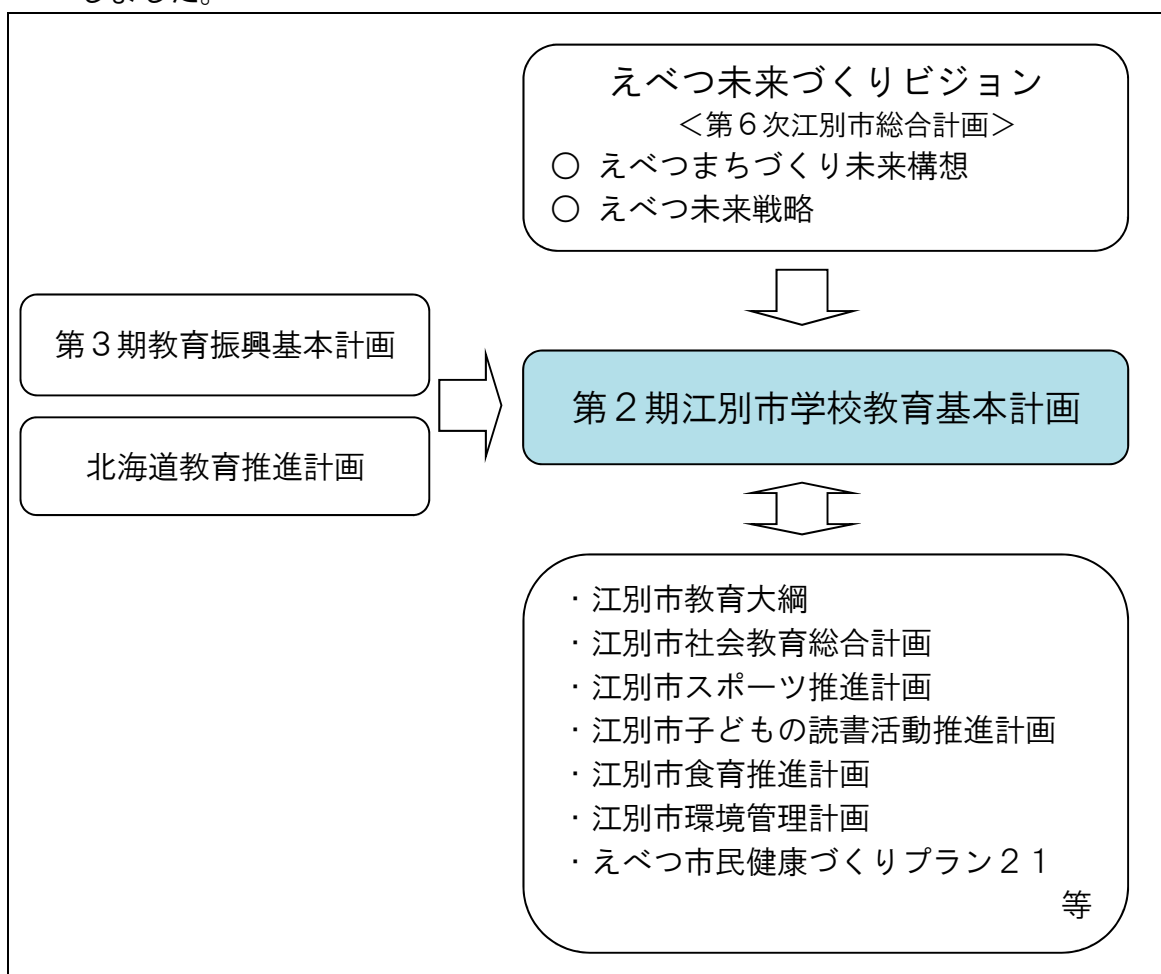 しました。
えべつ未来づくりビジョン
＜第６次江別市総合計画＞
○ えべつまちづくり未来構想
○ えべつ未来戦略
第３期教育振興基本計画
北海道教育推進計画
第２期江別市学校教育基本計画
・江別市教育大綱
・江別市社会教育総合計画
・江別市スポーツ推進計画
・江別市子どもの読書活動推進計画
・江別市食育推進計画
・江別市環境管理計画
・えべつ市民健康づくりプラン２１
等